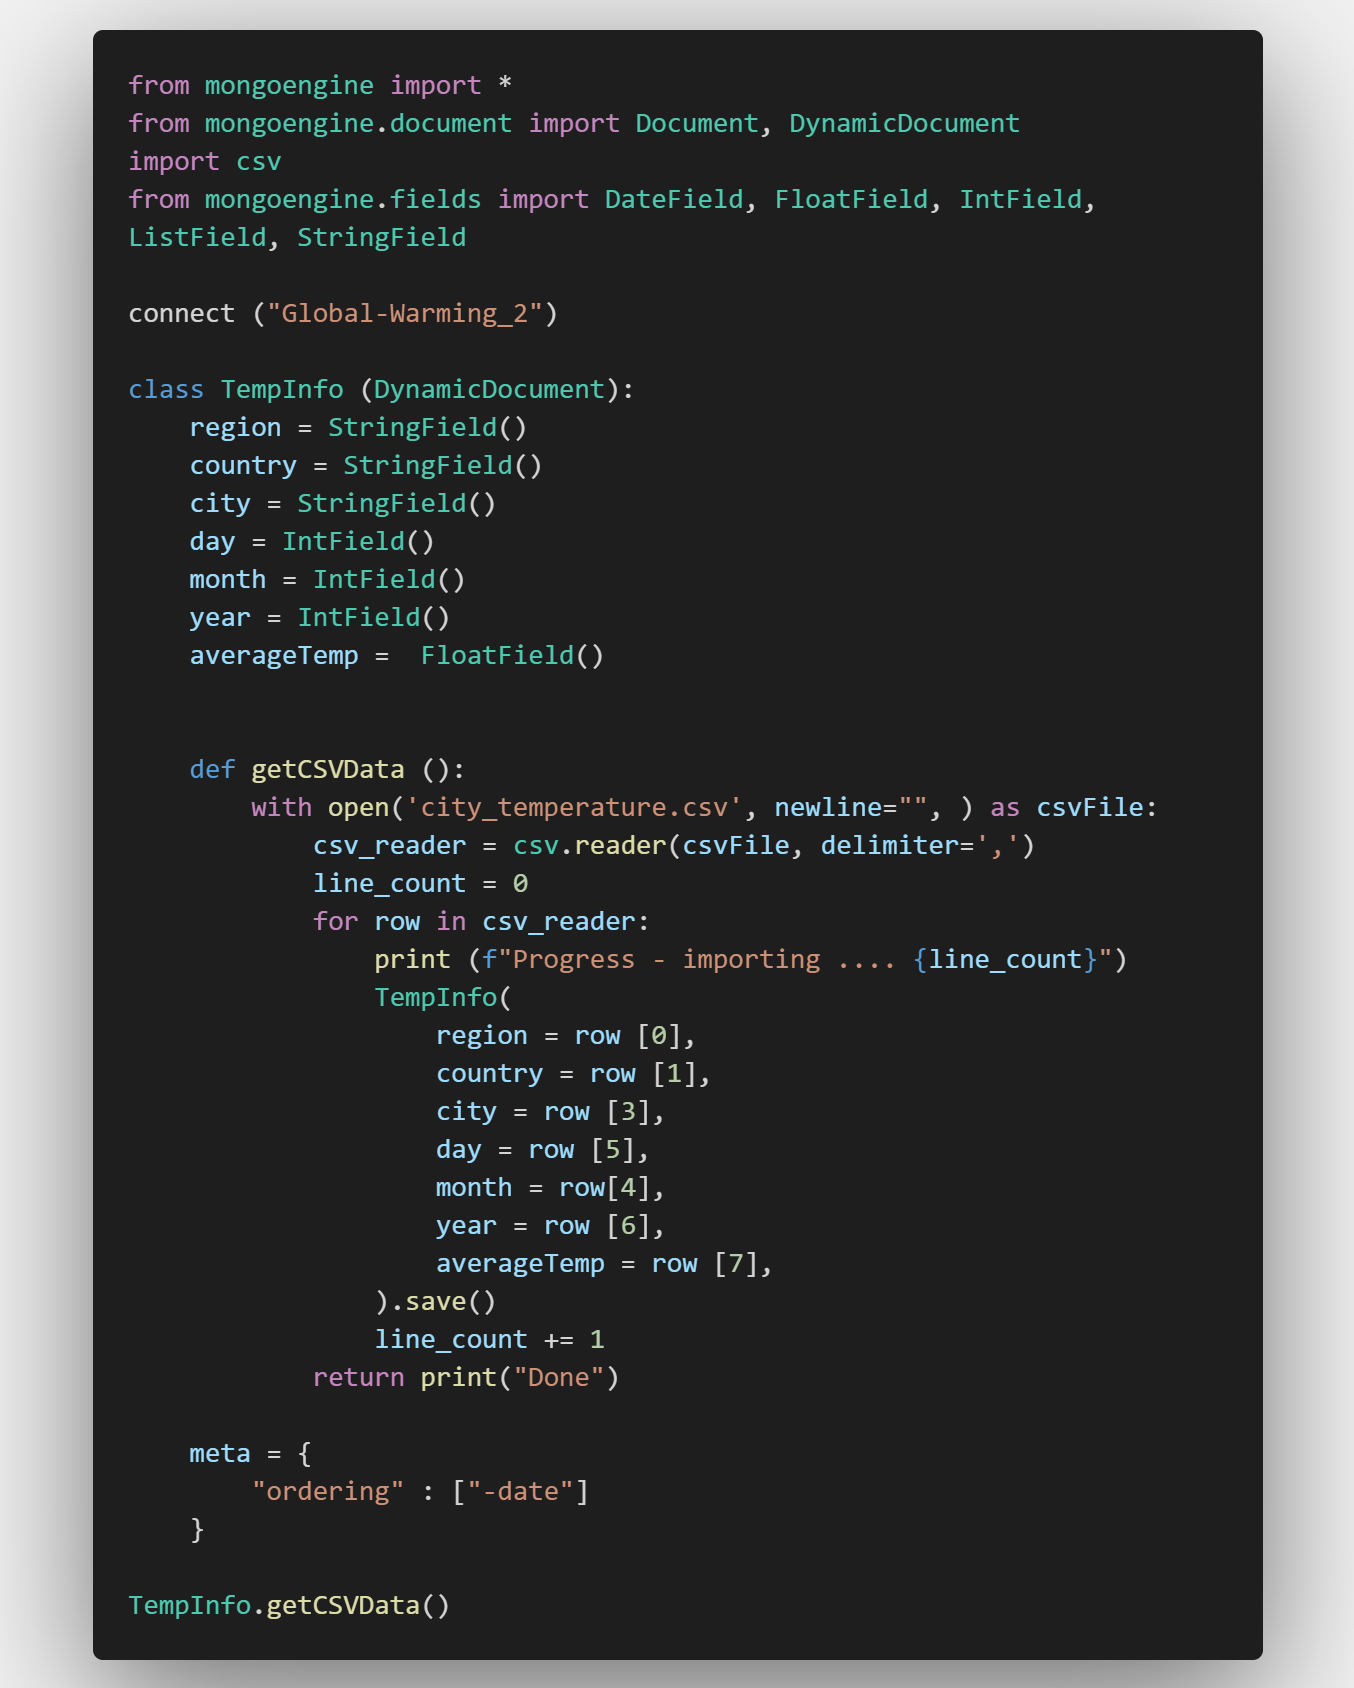 from mongoengine import *
from mongoengine.document import Document, DynamicDocument
import csv
from mongoengine.fields import DateField, FloatField, IntField,
ListField, StringField

connect ("Global-Warming_2")

class TempInfo (DynamicDocument):
    region = StringField()
    country = StringField()
    city = StringField()
    day = IntField()
    month = IntField()
    year = IntField()
    averageTemp =  FloatField()


    def getCSVData ():
        with open('city_temperature.csv', newline="", ) as csvFile:
            csv_reader = csv.reader(csvFile, delimiter=',')
            line_count = 0
            for row in csv_reader:
                print (f"Progress - importing .... {line_count}")
                TempInfo(
                    region = row [0],
                    country = row [1],
                    city = row [3],
                    day = row [5],
                    month = row[4],
                    year = row [6],
                    averageTemp = row [7],
                ).save()
                line_count += 1
            return print("Done")

    meta = {
        "ordering" : ["-date"]
    }

TempInfo.getCSVData()